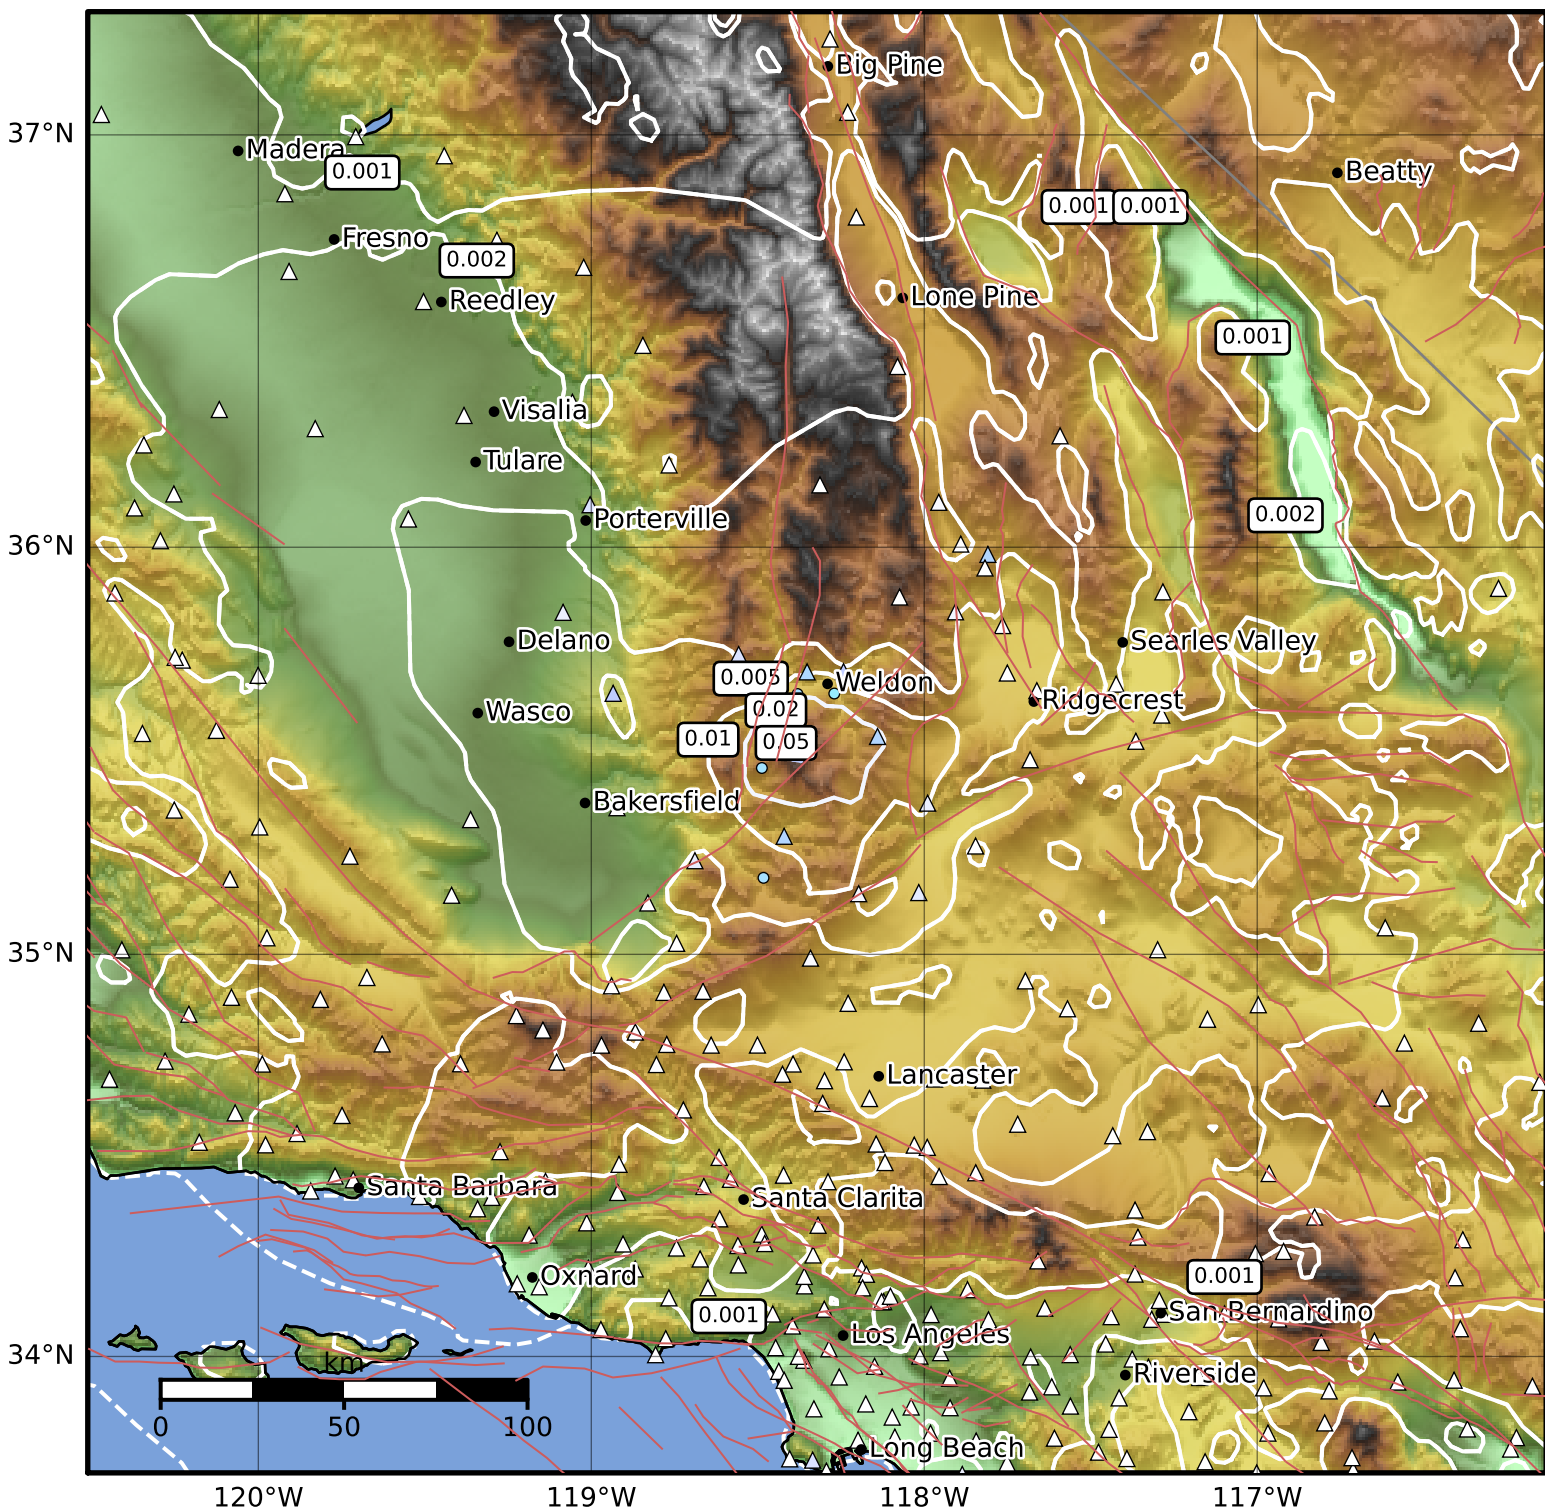 Big Pine
37°N
Madera
0.001
Beatty
0.001
0.001
Fresno
0.002
Reedley
Lone Pine
0.001
Visalia
Tulare
0.002
Porterville
36°N
Delano
Searles Valley
0.005
Weldon
Ridgecrest
0.02
Wasco
0.01
0.05
Bakersfield
35°N
Lancaster
Santa Barbara
Santa Clarita
Oxnard
0.001
0.001
San Bernardino
Los Angeles
34°N
km
Riverside
0
50
100
Long Beach
120°W
119°W
118°W
117°W